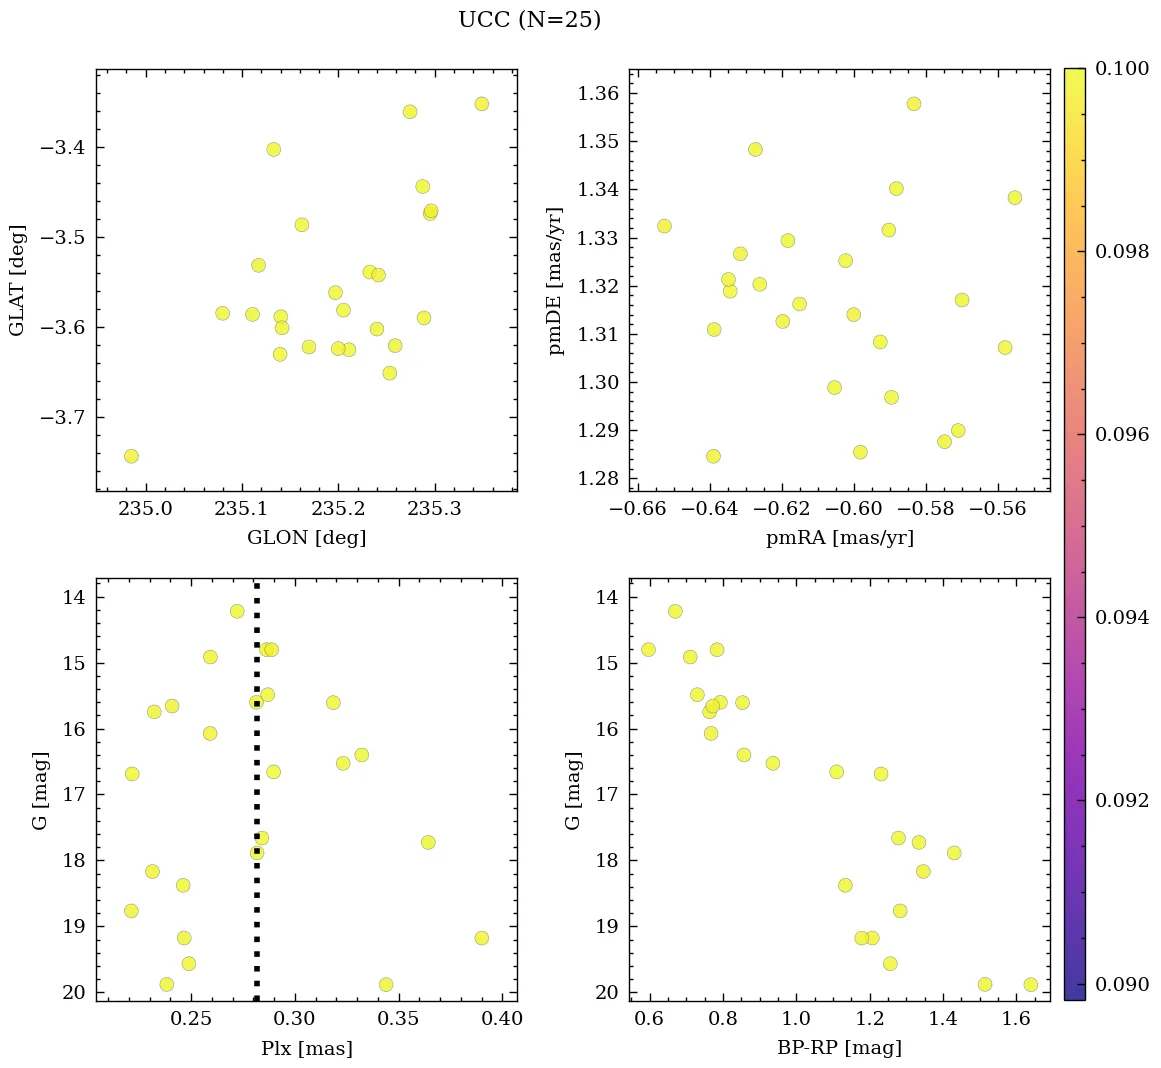 UCC (N=25)
−3.4
−3.5
−3.6
−3.7
GLAT [deg]
235.0 235.1 235.2 235.3
GLON [deg]
1.36
1.35
1.34
1.33
1.32
1.31
1.30
1.29
1.28
pmDE [mas/yr]
−0.66 −0.64 −0.62 −0.60 −0.58 −0.56
pmRA [mas/yr]
14
15
16
17
18
19
20
G [mag]
0.25 0.30 0.35 0.40
Plx [mas]
14
15
16
17
18
19
20
G [mag]
0.6 0.8 1.0 1.2 1.4 1.6
BP-RP [mag]
0.100
0.098
0.096
0.094
0.092
0.090